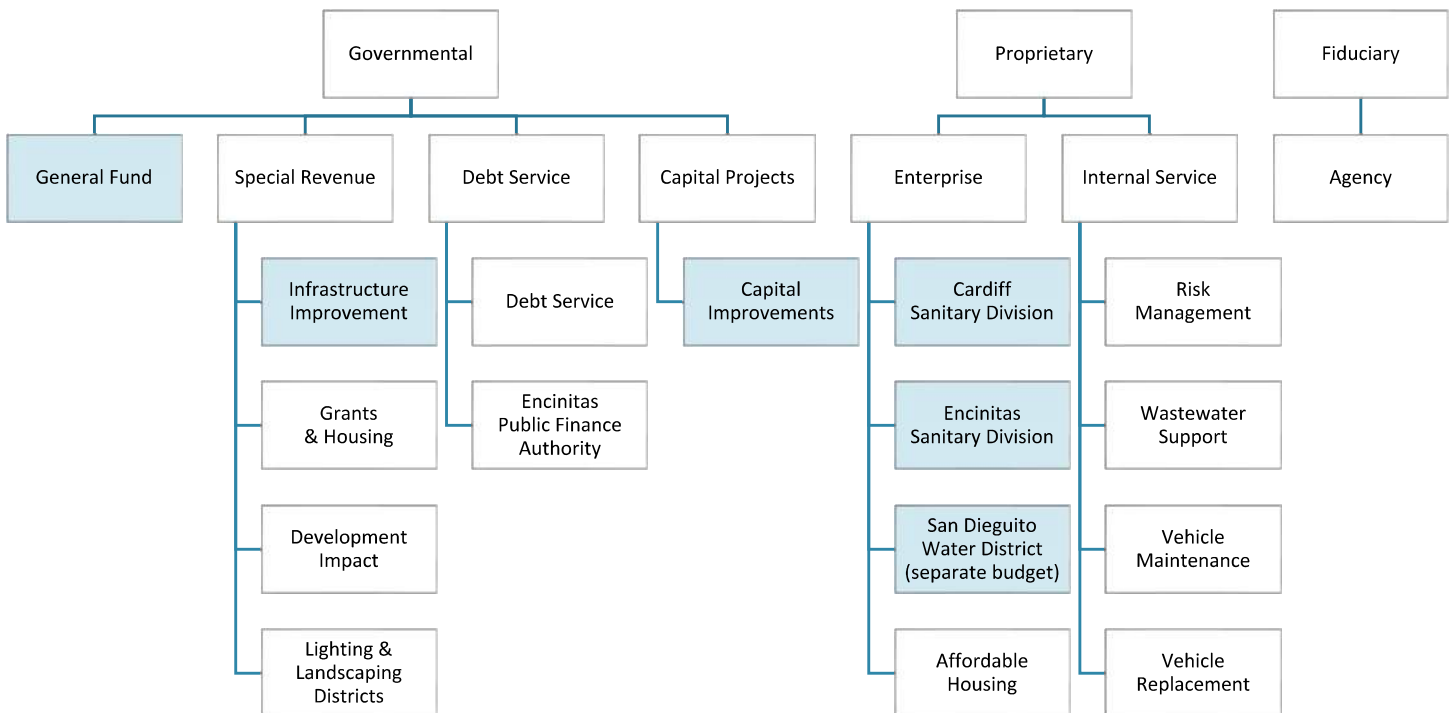 Governmental
Proprietary
Fiduciary
General Fund
Special Revenue
Debt Service
Capital Projects
Enterprise
Internal Service
Agency
Infrastructure
Improvement
Debt Service
Capital
Improvements
Cardiff
Sanitary Division
Risk
Management
Grants
& Housing
Encinitas
Public Finance
Authority
Encinitas
Sanitary Division
Wastewater
Support
Development
Impact
San Dieguito
Water District
(separate budget)
Vehicle
Maintenance
Lighting &
Landscaping
Districts
Affordable
Housing
Vehicle
Replacement